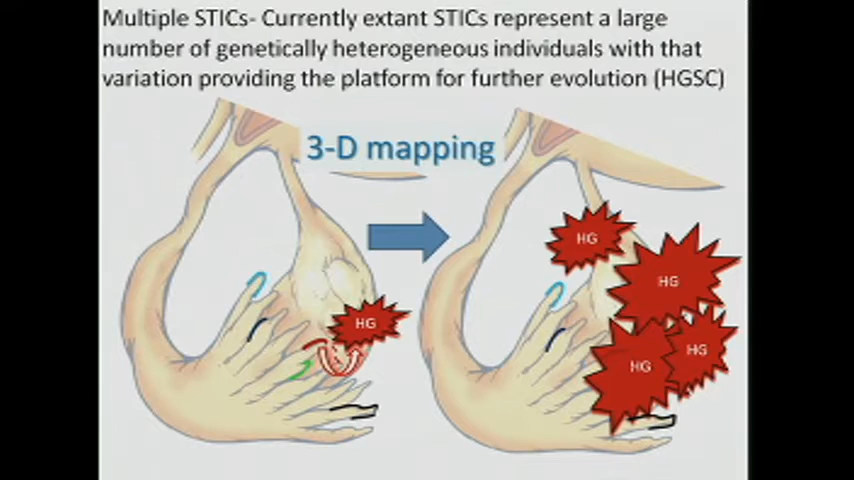 Multiple STICs- Currently extant STICs represent a large
number of genetically heterogeneous individuals with that
variation providing the platform for further evolution (HGSC)
3-D mapping
HG
HG
HG
HG
HG